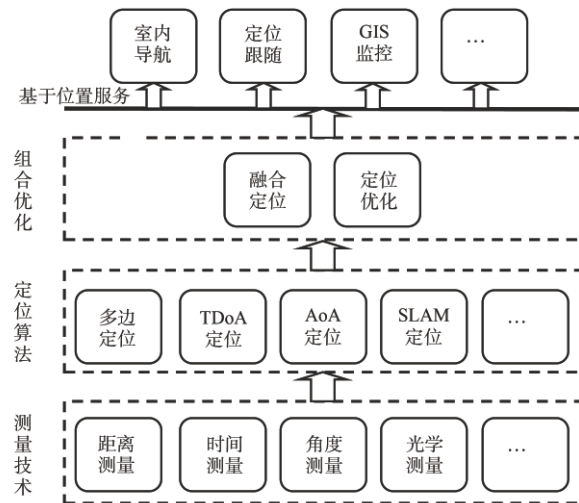 室内
导航
定位
跟随
GIS
监控
…
基于位置服务
组合优化
融合
定位
定位
优化
定位算法
多边
定位
TDoA
定位
AoA
定位
SLAM
定位
…
测量技术
距离
测量
时间
测量
角度
测量
光学
测量
…